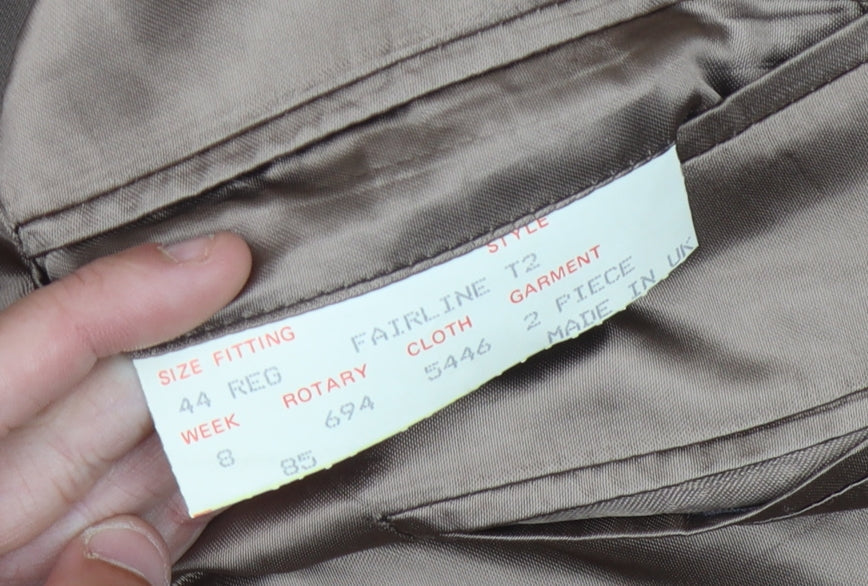 STYLE
SIZE FITTING FAIRLINE T2
44 REG ROTARY CLOTH GARMENT
WEEK 694 5446 2 PIECE
8 85 MADE IN UK